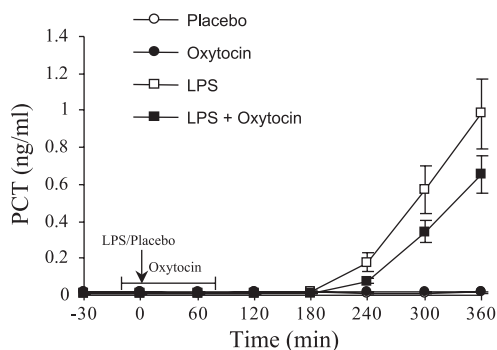 Placebo
Oxytocin
LPS
LPS + Oxytocin
PCT (ng/ml)
1.4
1.2
1
0.8
0.6
0.4
0.2
0
LPS/Placebo
Oxytocin
-30 0 60 120 180 240 300 360
Time (min)